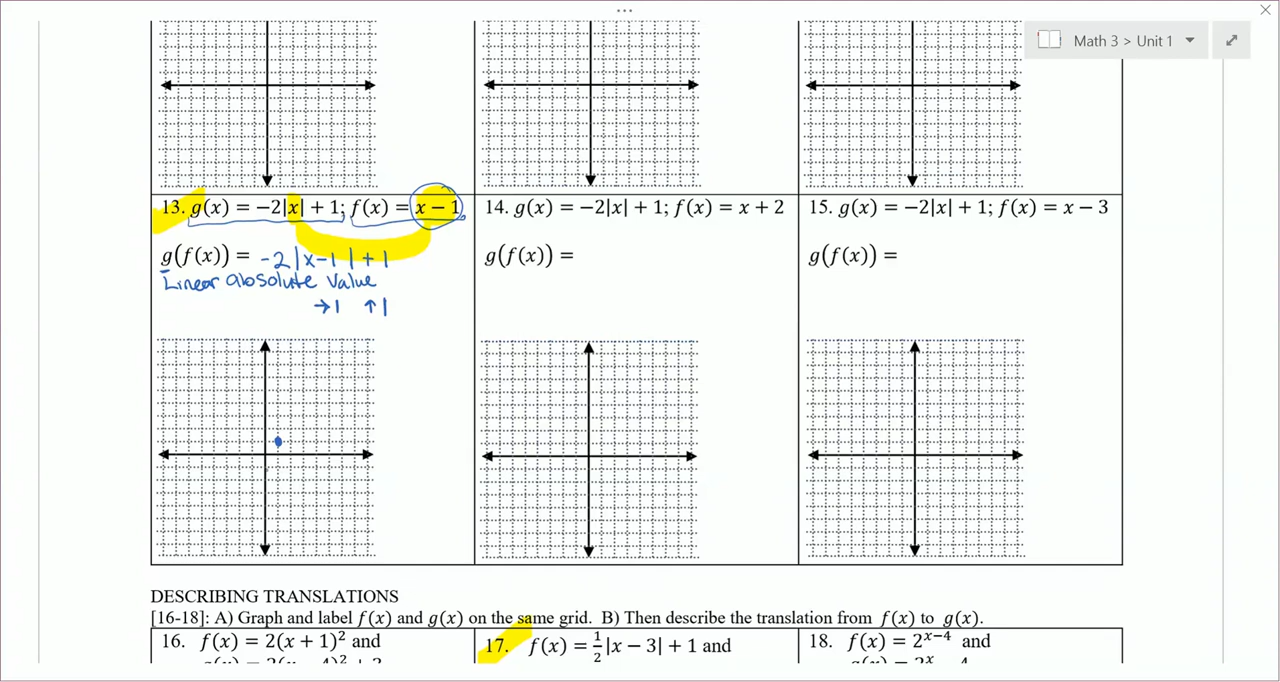 Math 3 > Unit 1
13. g(x) = −2|x| + 1; f(x) = x − 1
g(f(x)) = -2|x-1| + 1
Linear absolute value
→1 ↑1
14. g(x) = −2|x| + 1; f(x) = x + 2
g(f(x)) =
15. g(x) = −2|x| + 1; f(x) = x − 3
g(f(x)) =
DESCRIBING TRANSLATIONS
[16-18]: A) Graph and label f(x) and g(x) on the same grid. B) Then describe the translation from f(x) to g(x).
16. f(x) = 2(x + 1)² and
17. f(x) = ½|x − 3| + 1 and
18. f(x) = 2ˣ⁻⁴ and